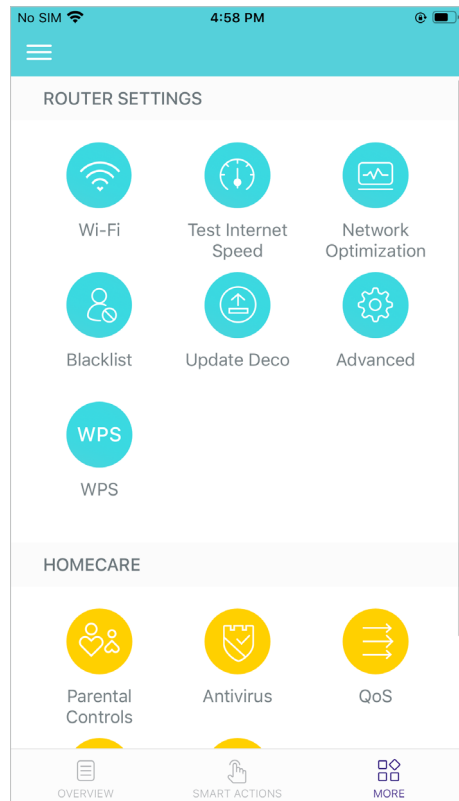 No SIM 4:58 PM
ROUTER SETTINGS
Wi-Fi Test Internet Network
Speed Optimization
Blacklist Update Deco Advanced
WPS
WPS
HOMECARE
Parental Antivirus QoS
Controls
OVERVIEW SMART ACTIONS MORE